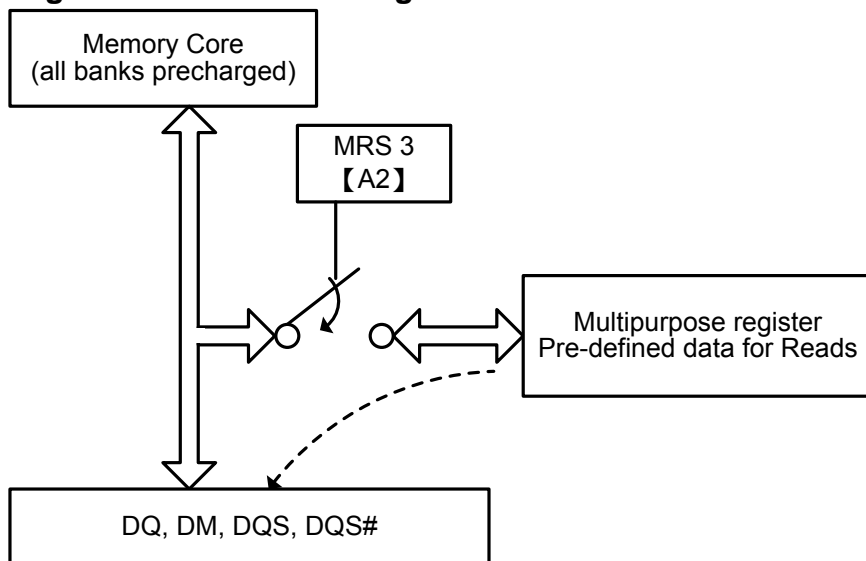 Memory Core
(all banks precharged)
MRS 3
【A2】
Multipurpose register
Pre-defined data for Reads
DQ, DM, DQS, DQS#